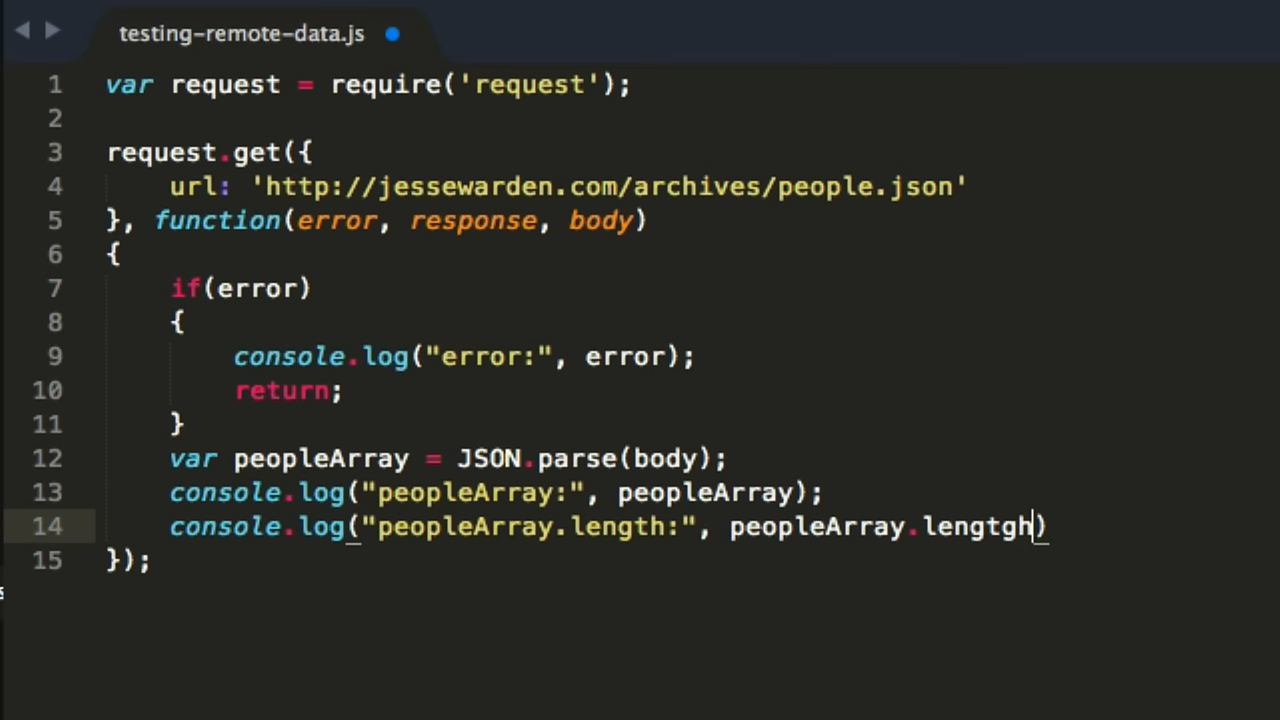 testing-remote-data.js
1 var request = require('request');
2
3 request.get({
4     url: 'http://jessewarden.com/archives/people.json'
5 }, function(error, response, body)
6 {
7     if(error)
8     {
9         console.log("error:", error);
10         return;
11     }
12     var peopleArray = JSON.parse(body);
13     console.log("peopleArray:", peopleArray);
14     console.log("peopleArray.length:", peopleArray.lengtgh)
15 });